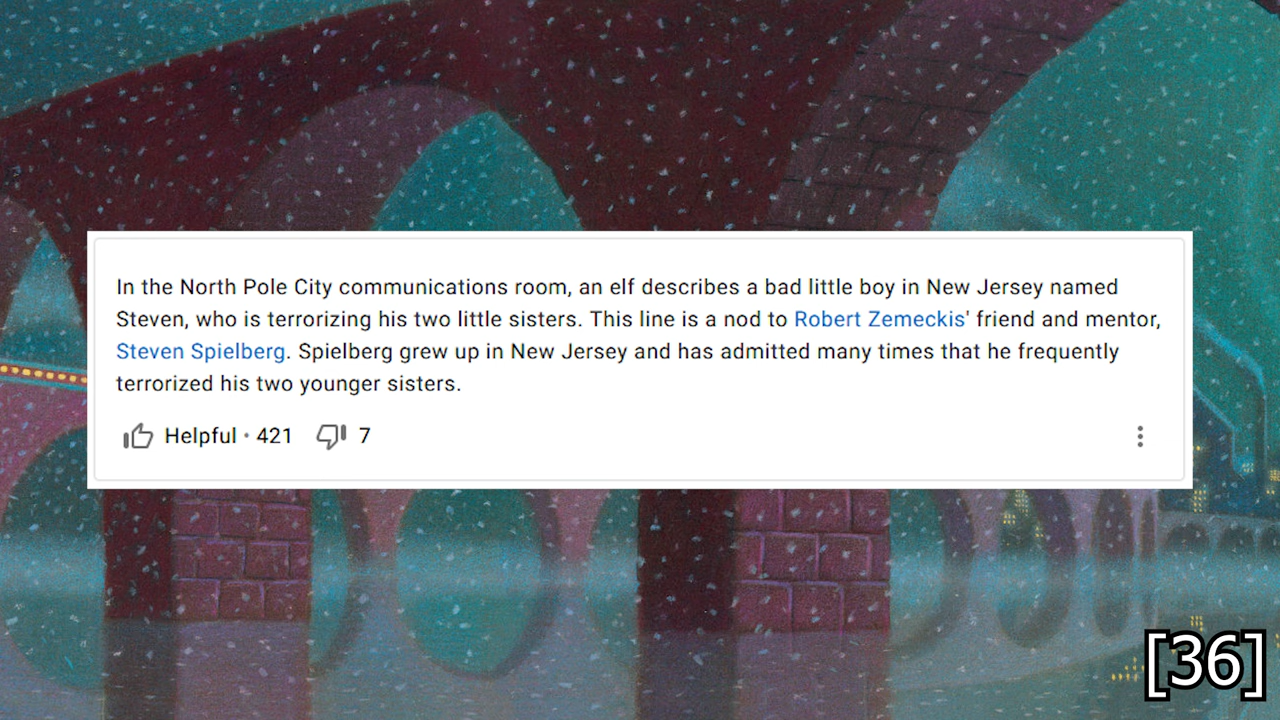 In the North Pole City communications room, an elf describes a bad little boy in New Jersey named
Steven, who is terrorizing his two little sisters. This line is a nod to Robert Zemeckis' friend and mentor,
Steven Spielberg. Spielberg grew up in New Jersey and has admitted many times that he frequently
terrorized his two younger sisters.
Helpful • 421 7
[36]